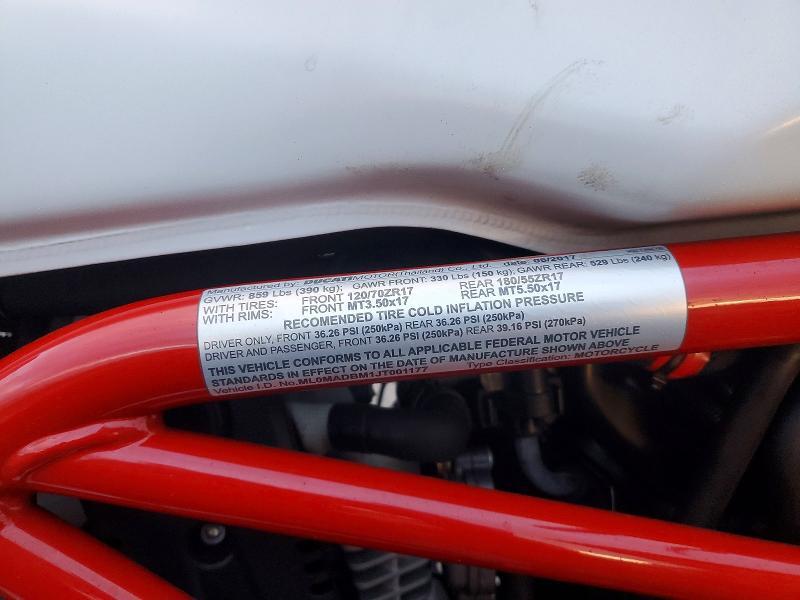 Manufactured by: DUCATI MOTOR(Thailand) Co., Ltd. date: 06/2017
GVWR: 859 Lbs (390 kg); GAWR FRONT: 330 Lbs (150 kg); GAWR REAR: 529 Lbs (240 kg)
WITH TIRES: FRONT 120/70ZR17 REAR 180/55ZR17
WITH RIMS: FRONT MT3.50x17 REAR MT5.50x17
RECOMENDED TIRE COLD INFLATION PRESSURE
DRIVER ONLY, FRONT 36.26 PSI (250kPa) REAR 36.26 PSI (250kPa)
DRIVER AND PASSENGER, FRONT 36.26 PSI (250kPa) REAR 39.16 PSI (270kPa)
THIS VEHICLE CONFORMS TO ALL APPLICABLE FEDERAL MOTOR VEHICLE
STANDARDS IN EFFECT ON THE DATE OF MANUFACTURE SHOWN ABOVE
Vehicle I.D. No.ML0MADBM1JT001177 Type Classification: MOTORCYCLE